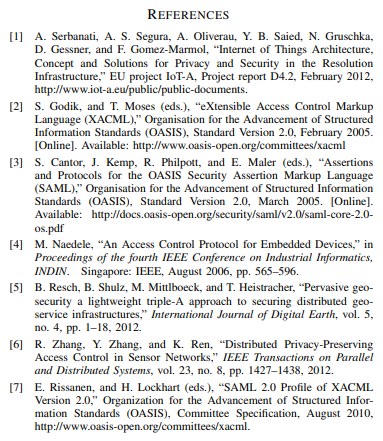 REFERENCES
[1] A. Serbanati, A. S. Segura, A. Oliverau, Y. B. Saied, N. Gruschka,
D. Gessner, and F. Gomez-Marmol, “Internet of Things Architecture,
Concept and Solutions for Privacy and Security in the Resolution
Infrastructure,” EU project IoT-A, Project report D4.2, February 2012,
http://www.iot-a.eu/public/public-documents.
[2] S. Godik, and T. Moses (eds.), “eXtensible Access Control Markup
Language (XACML),” Organisation for the Advancement of Structured
Information Standards (OASIS), Standard Version 2.0, February 2005.
[Online]. Available: http://www.oasis-open.org/committees/xacml
[3] S. Cantor, J. Kemp, R. Philpott, and E. Maler (eds.), “Assertions
and Protocols for the OASIS Security Assertion Markup Language
(SAML),” Organisation for the Advancement of Structured Information
Standards (OASIS), Standard Version 2.0, March 2005. [Online].
Available: http://docs.oasis-open.org/security/saml/v2.0/saml-core-2.0-
os.pdf
[4] M. Naedele, “An Access Control Protocol for Embedded Devices,” in
Proceedings of the fourth IEEE Conference on Industrial Informatics,
INDIN. Singapore: IEEE, August 2006, pp. 565–596.
[5] B. Resch, B. Shulz, M. Mittlboeck, and T. Heistracher, “Pervasive geo-
security a lightweight triple-A approach to securing distributed geo-
service infrastructures,” International Journal of Digital Earth, vol. 5,
no. 4, pp. 1–18, 2012.
[6] R. Zhang, Y. Zhang, and K. Ren, “Distributed Privacy-Preserving
Access Control in Sensor Networks,” IEEE Transactions on Parallel
and Distributed Systems, vol. 23, no. 8, pp. 1427–1438, 2012.
[7] E. Rissanen, and H. Lockhart (eds.), “SAML 2.0 Profile of XACML
Version 2.0,” Organization for the Advancement of Structured Infor-
mation Standards (OASIS), Committee Specification, August 2010,
http://www.oasis-open.org/committees/xacml.